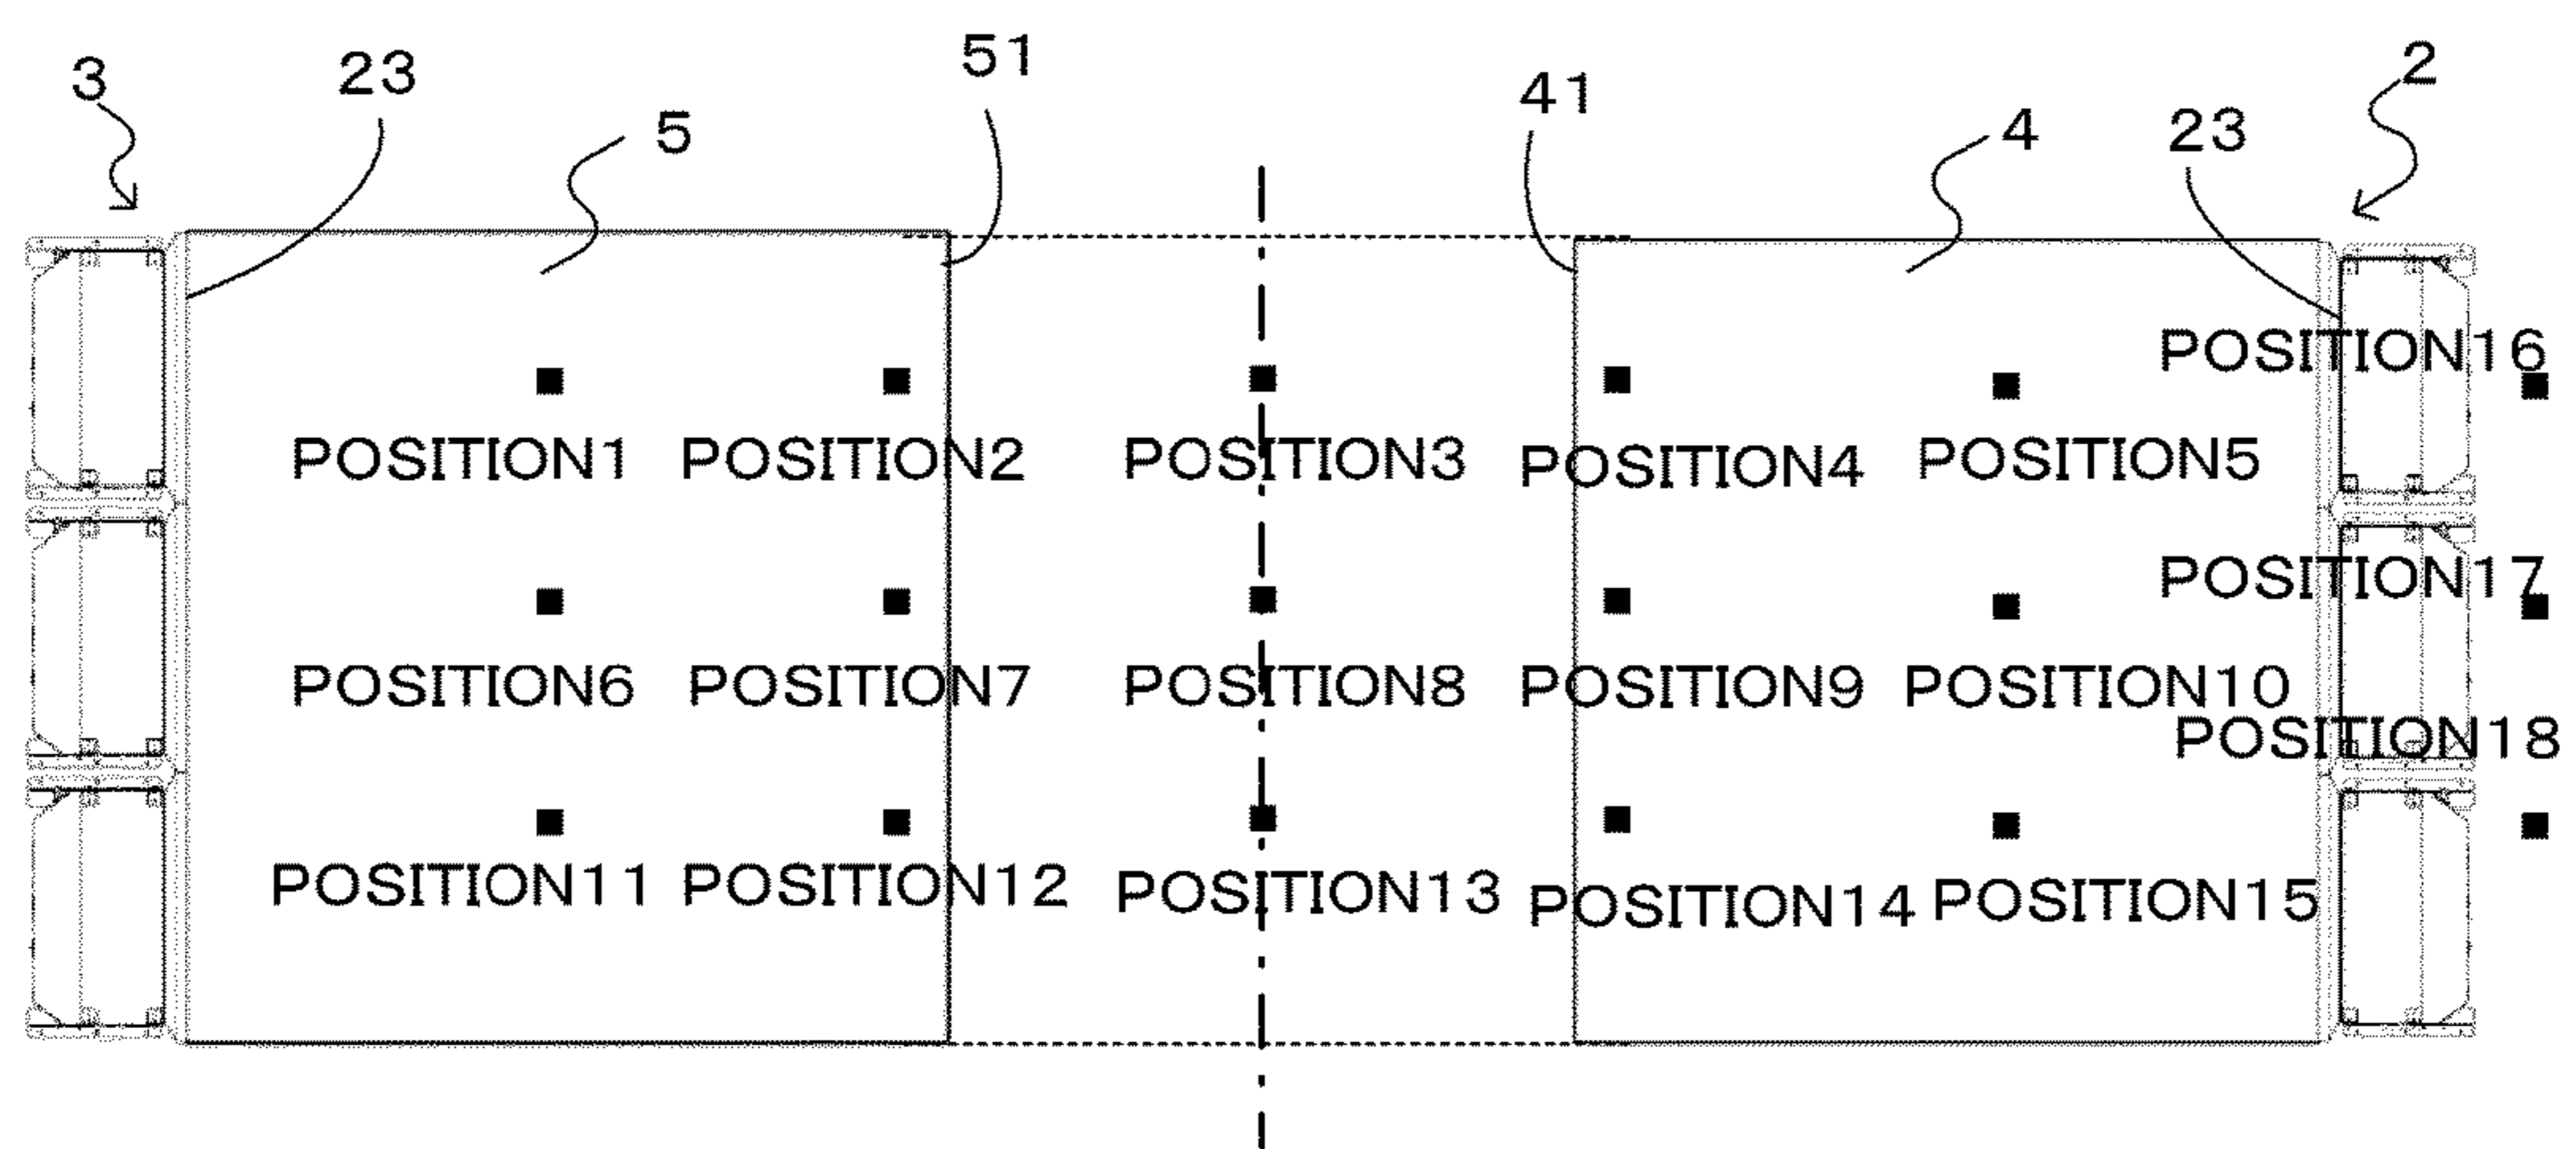 3
23
5
51
41
4
23
2
POSITION16
POSITION1 POSITION2 POSITION3 POSITION4 POSITION5
POSITION17
POSITION6 POSITION7 POSITION8 POSITION9 POSITION10
POSITION18
POSITION11 POSITION12 POSITION13 POSITION14 POSITION15